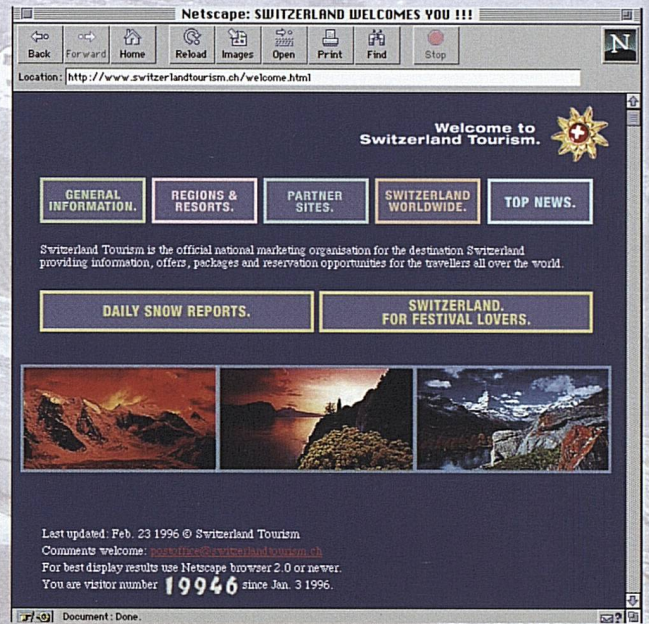 Netscape: SWITZERLAND WELCOMES YOU !!!
Back Forward Home Reload Images Open Print Find Stop
N
Location: http://www.switzerlandtourism.ch/welcome.html
Welcome to
Switzerland Tourism.
GENERAL
INFORMATION.
REGIONS &
RESORTS.
PARTNER
SITES.
SWITZERLAND
WORLDWIDE.
TOP NEWS.
Switzerland Tourism is the official national marketing organisation for the destination Switzerland
providing information, offers, packages and reservation opportunities for the travellers all over the world.
DAILY SNOW REPORTS.
SWITZERLAND.
FOR FESTIVAL LOVERS.
Last updated: Feb. 23 1996 © Switzerland Tourism
Comments welcome: postoffice@switzerlandtourism.ch
For best display results use Netscape browser 2.0 or newer.
You are visitor number 19946 since Jan. 3 1996.
Document: Done.
?